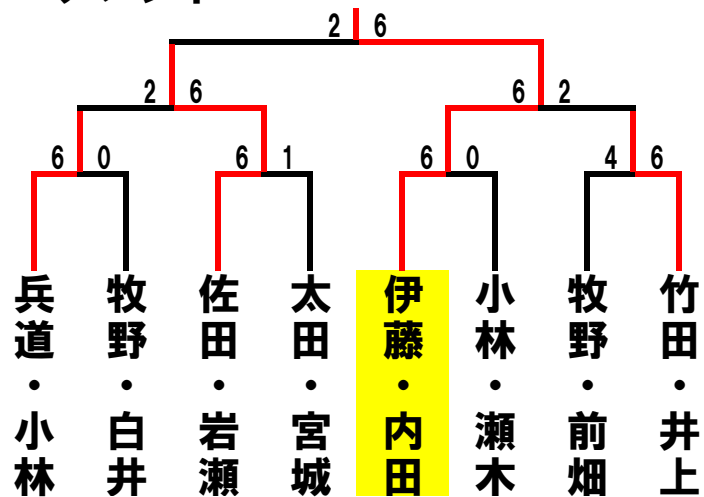 2 6
2 6
6 2
6 0
6 1
6 0
4 6
兵道・小林
牧野・白井
佐田・岩瀬
太田・宮城
伊藤・内田
小林・瀬木
牧野・前畑
竹田・井上